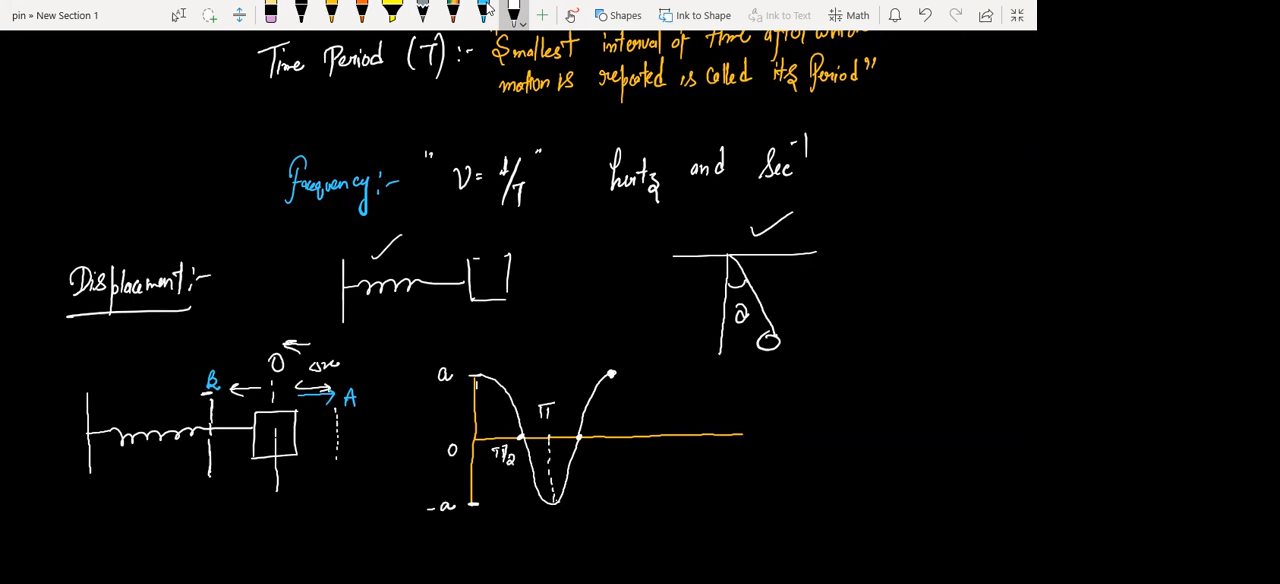 pin » New Section 1
Shapes
Ink to Shape
Ink to Text
Math
Time Period (T) :- "Smallest interval of time after which
motion is repeated is called its Period"
Frequency :- " ν = 1/T " hertz and Sec⁻¹
Displacement :-
θ
B O Δx A
a
0
-a
π/2
π